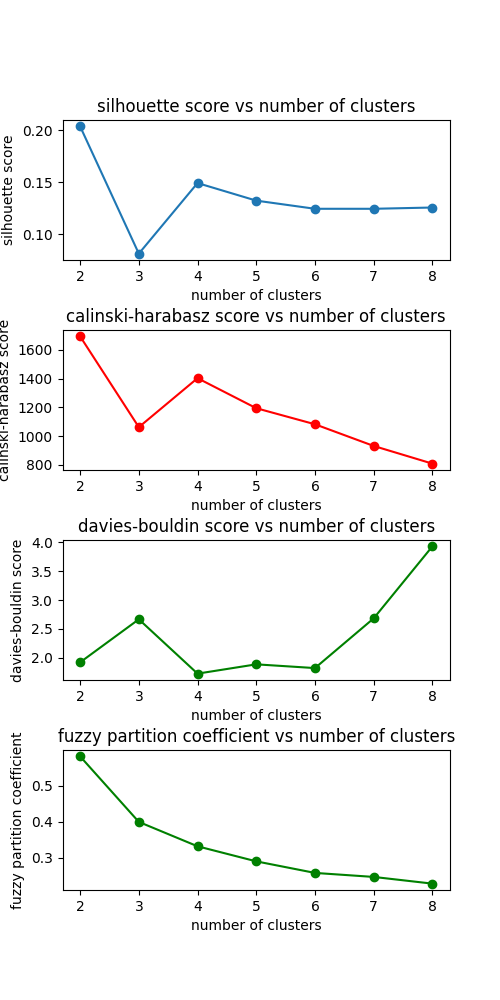 silhouette score vs number of clusters
silhouette score
0.20
0.15
0.10
2 3 4 5 6 7 8
number of clusters
calinski-harabasz score vs number of clusters
calinski-harabasz score
1600
1400
1200
1000
800
2 3 4 5 6 7 8
number of clusters
davies-bouldin score vs number of clusters
davies-bouldin score
4.0
3.5
3.0
2.5
2.0
2 3 4 5 6 7 8
number of clusters
fuzzy partition coefficient vs number of clusters
fuzzy partition coefficient
0.5
0.4
0.3
2 3 4 5 6 7 8
number of clusters